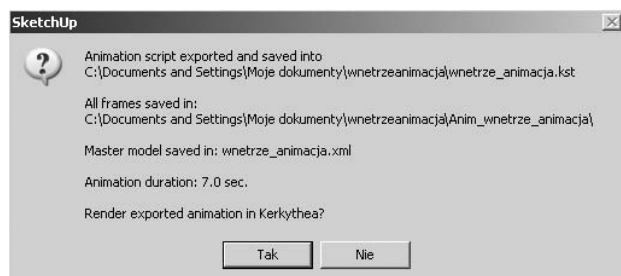 SketchUp
Animation script exported and saved into
C:\Documents and Settings\Moje dokumenty\wnetrzeanimacja\wnetrze_animacja.kst
All frames saved in:
C:\Documents and Settings\Moje dokumenty\wnetrzeanimacja\Anim_wnetrze_animacja\
Master model saved in: wnetrze_animacja.xml
Animation duration: 7.0 sec.
Render exported animation in Kerkythea?
Tak
Nie